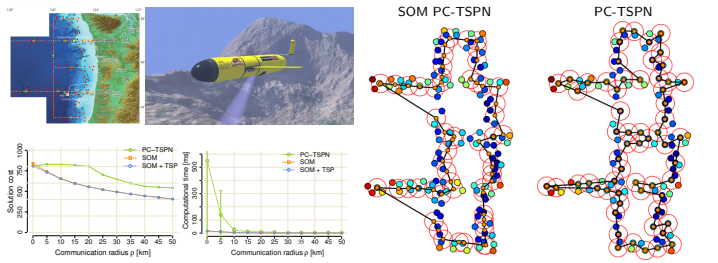 SOM PC-TSPN
PC-TSPN
Solution cost
0
250
500
750
1000
PC-TSPN
SOM
SOM + TSP
0 5 10 15 20 25 30 35 40 45 50
Communication radius ρ [km]
Computational time [ms]
0
100
PC-TSPN
SOM
SOM + TSP
0 5 10 15 20 25 30 35 40 45 50
Communication radius ρ [km]